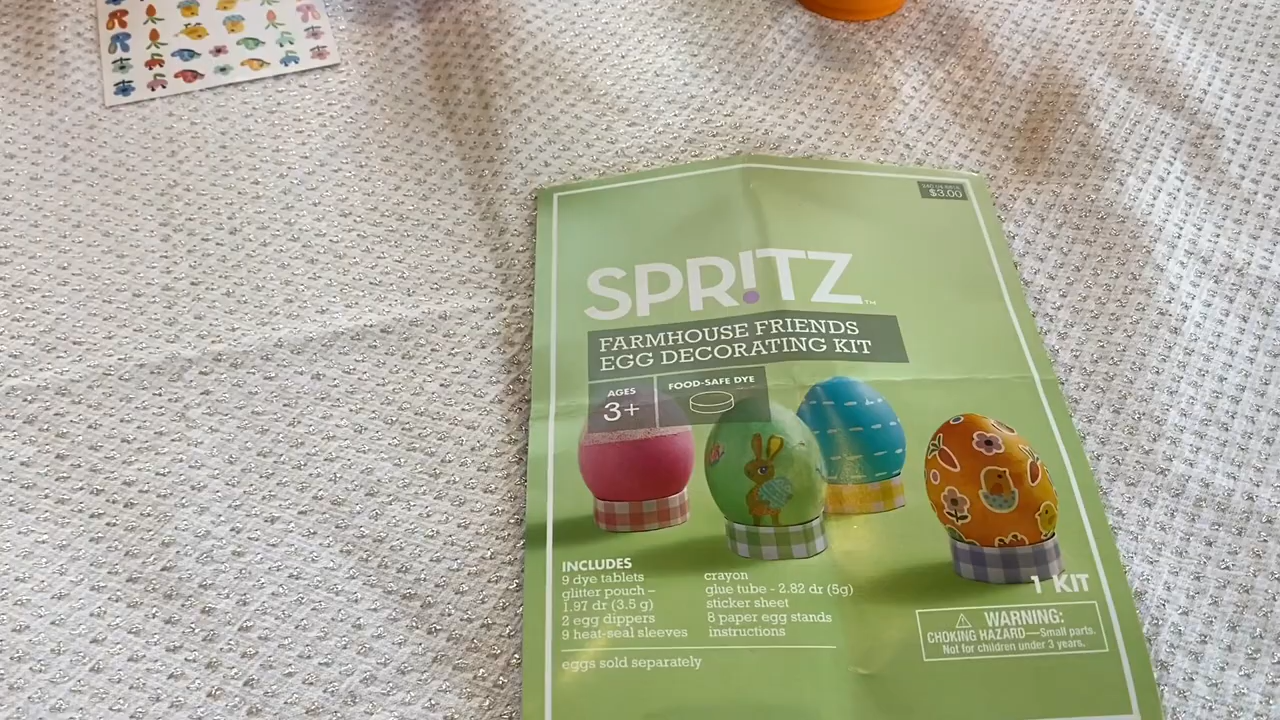 $3.00
SPR!TZ™
FARMHOUSE FRIENDS
EGG DECORATING KIT
AGES
3+
FOOD-SAFE DYE
INCLUDES
9 dye tablets
glitter pouch –
1.97 dr (3.5 g)
2 egg dippers
9 heat-seal sleeves
crayon
glue tube - 2.82 dr (5g)
sticker sheet
8 paper egg stands
instructions
eggs sold separately
1 KIT
WARNING:
CHOKING HAZARD—Small parts.
Not for children under 3 years.